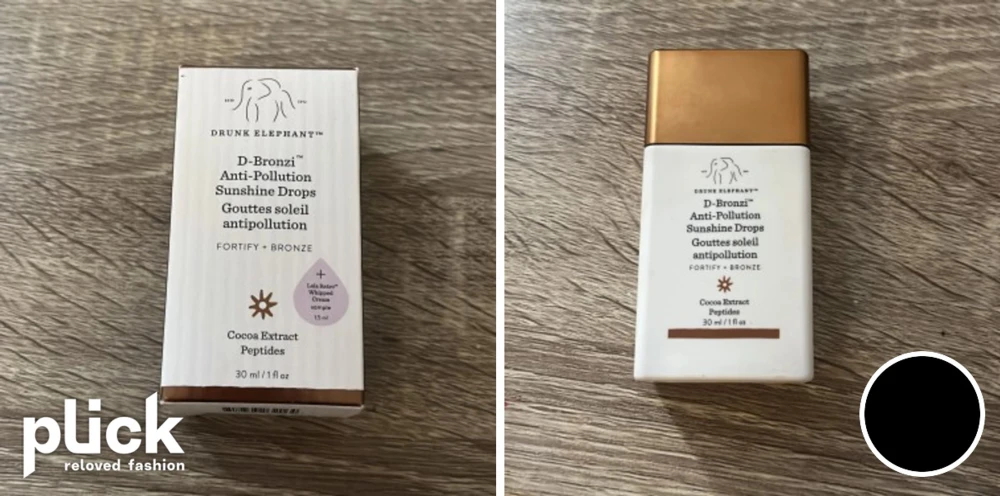 DRUNK ELEPHANT™
D-Bronzi™
Anti-Pollution
Sunshine Drops
Gouttes soleil
antipollution
FORTIFY + BRONZE
+
Lala Retro™
Whipped
Cream
sample
15 ml
Cocoa Extract
Peptides
30 ml / 1 fl oz
plick
reloved fashion
DRUNK ELEPHANT™
D-Bronzi™
Anti-Pollution
Sunshine Drops
Gouttes soleil
antipollution
FORTIFY + BRONZE
Cocoa Extract
Peptides
30 ml / 1 fl oz